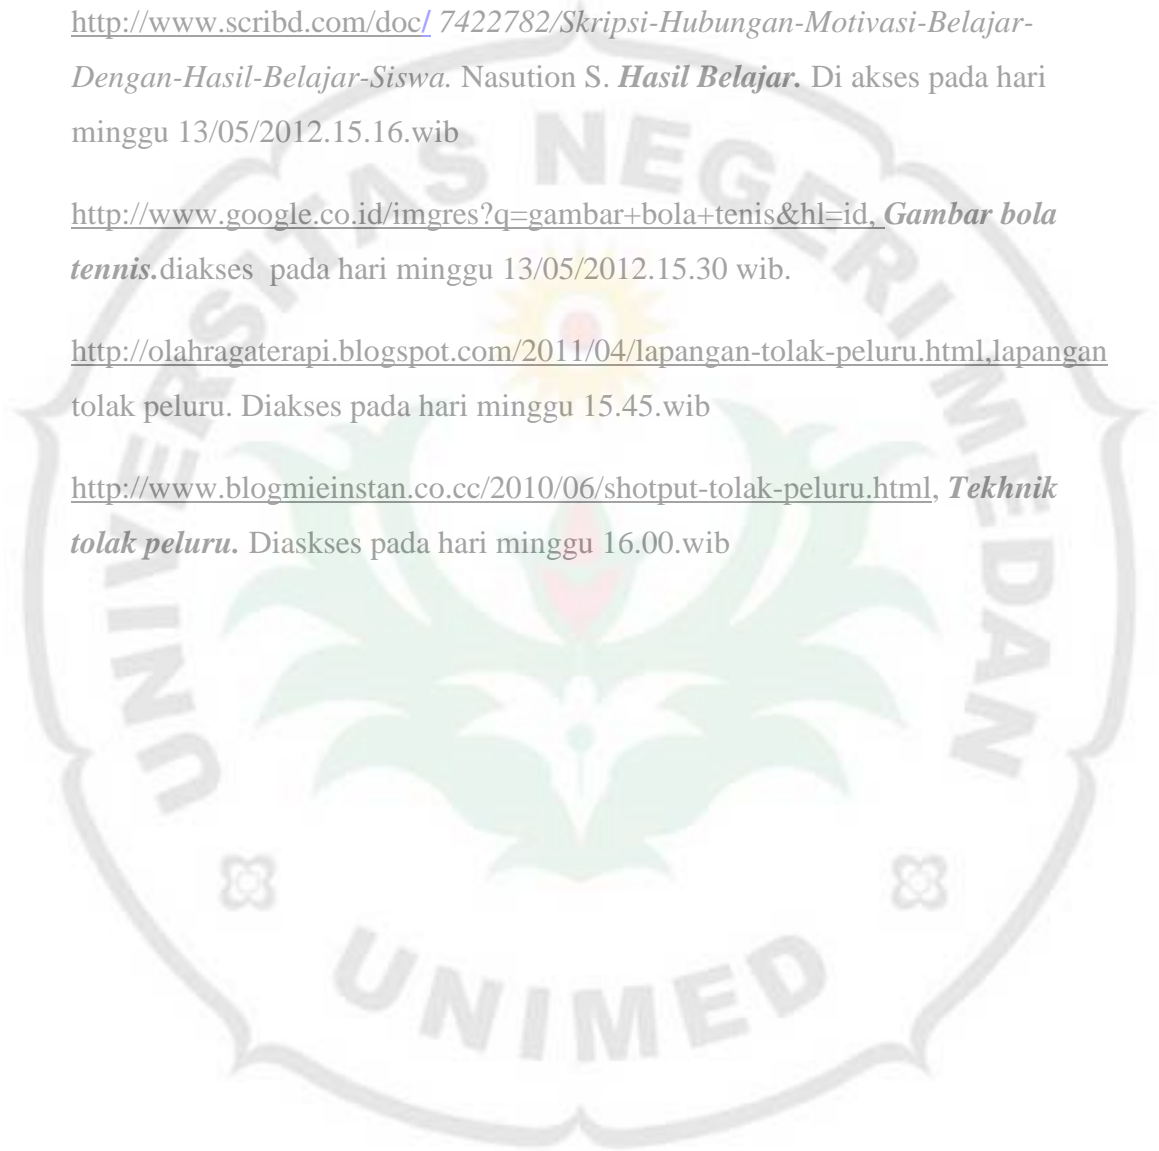 http://www.scribd.com/doc/ 7422782/Skripsi-Hubungan-Motivasi-Belajar-
Dengan-Hasil-Belajar-Siswa. Nasution S. Hasil Belajar. Di akses pada hari
minggu 13/05/2012.15.16.wib
http://www.google.co.id/imgres?q=gambar+bola+tenis&hl=id, Gambar bola
tennis.diakses pada hari minggu 13/05/2012.15.30 wib.
http://olahragaterapi.blogspot.com/2011/04/lapangan-tolak-peluru.html,lapangan
tolak peluru. Diakses pada hari minggu 15.45.wib
http://www.blogmieinstan.co.cc/2010/06/shotput-tolak-peluru.html, Tekhnik
tolak peluru. Diaskses pada hari minggu 16.00.wib
UNIVERSITAS NEGERI MEDAN
UNIMED